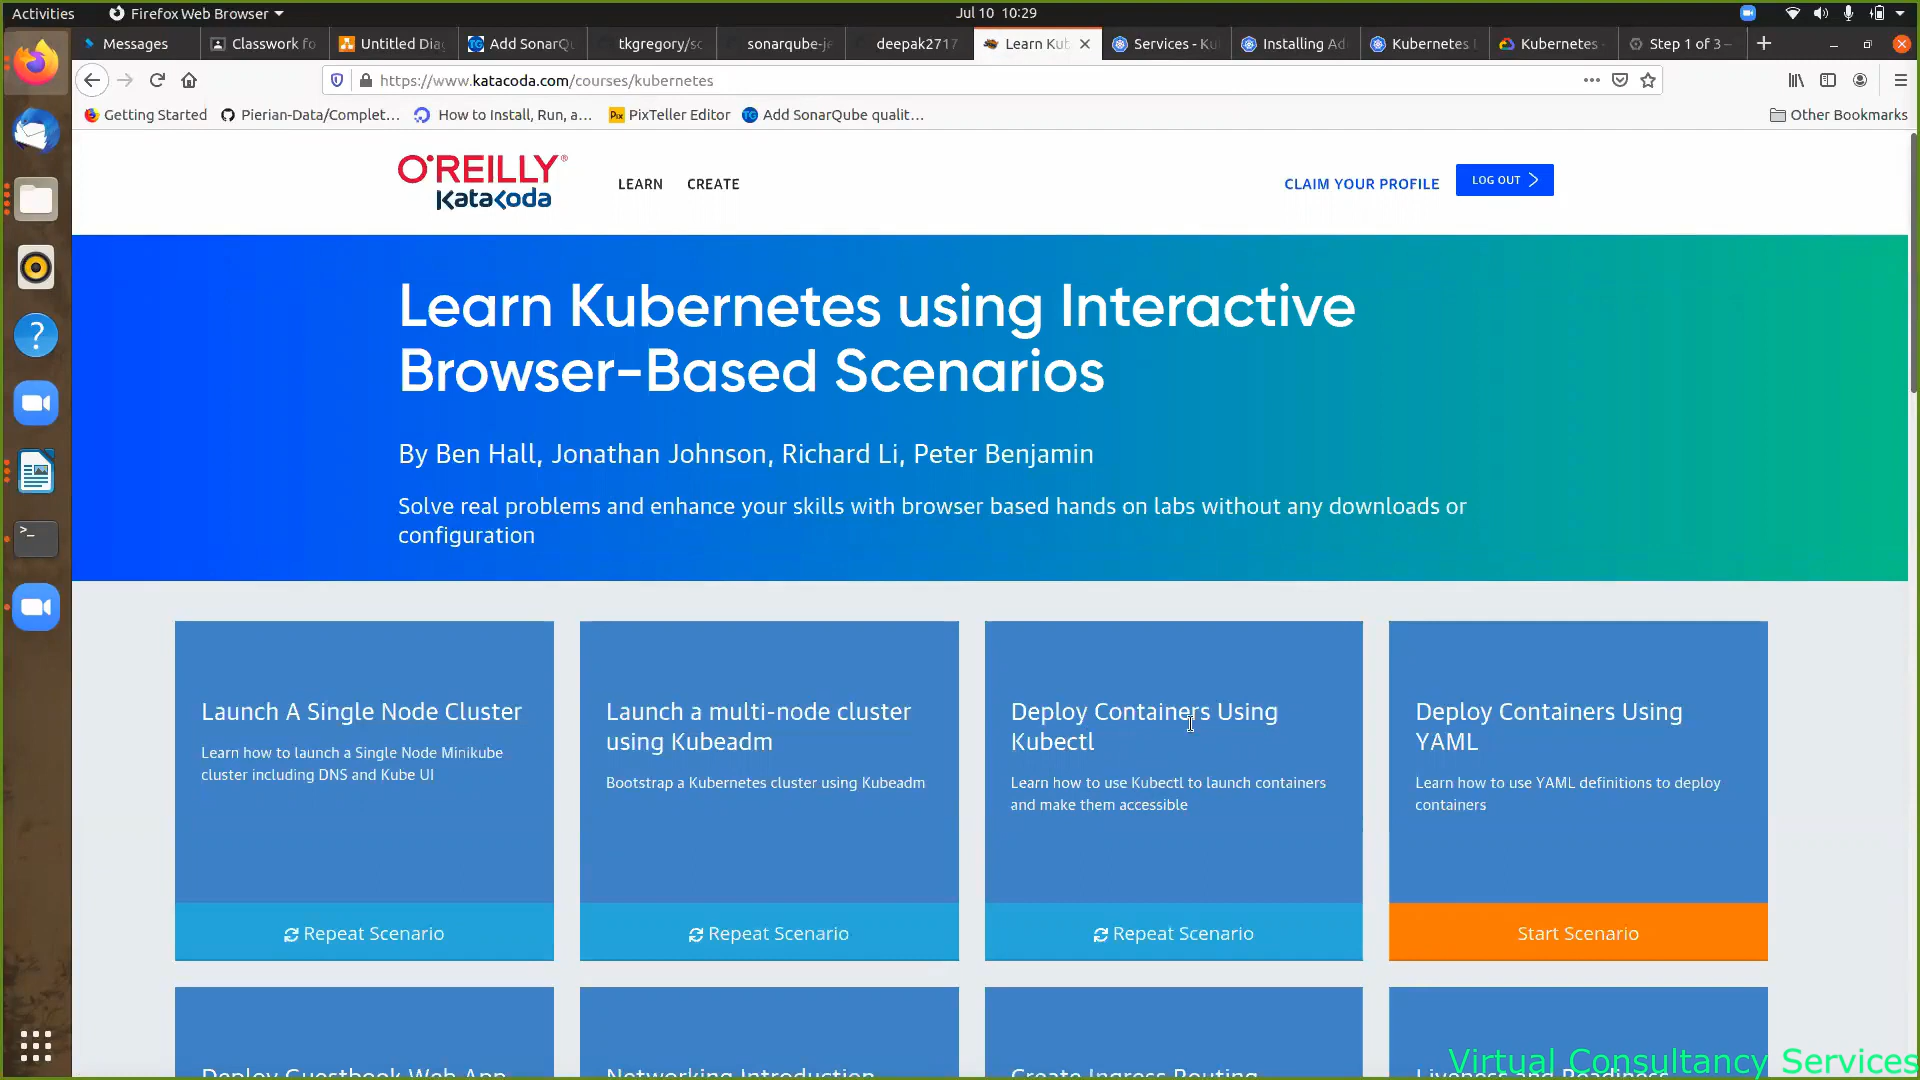 Activities Firefox Web Browser Jul 10 10:29
Messages Classwork fo Untitled Dia Add SonarQu tkgregory/so sonarqube-je deepak2717 Learn Kub Services - Ku Installing Ad Kubernetes Kubernetes Step 1 of 3 –
https://www.katacoda.com/courses/kubernetes
Getting Started Pierian-Data/Complet... How to Install, Run, a... PixTeller Editor Add SonarQube qualit... Other Bookmarks
O'REILLY
KataKoda
LEARN CREATE CLAIM YOUR PROFILE LOG OUT
Learn Kubernetes using Interactive
Browser-Based Scenarios
By Ben Hall, Jonathan Johnson, Richard Li, Peter Benjamin
Solve real problems and enhance your skills with browser based hands on labs without any downloads or
configuration
Launch A Single Node Cluster
Learn how to launch a Single Node Minikube
cluster including DNS and Kube UI
Repeat Scenario
Launch a multi-node cluster
using Kubeadm
Bootstrap a Kubernetes cluster using Kubeadm
Repeat Scenario
Deploy Containers Using
Kubectl
Learn how to use Kubectl to launch containers
and make them accessible
Repeat Scenario
Deploy Containers Using
YAML
Learn how to use YAML definitions to deploy
containers
Start Scenario
Deploy Guestbook Web App
Networking Introduction
Create Ingress Routing
Liveness and Readiness
Virtual Consultancy Services